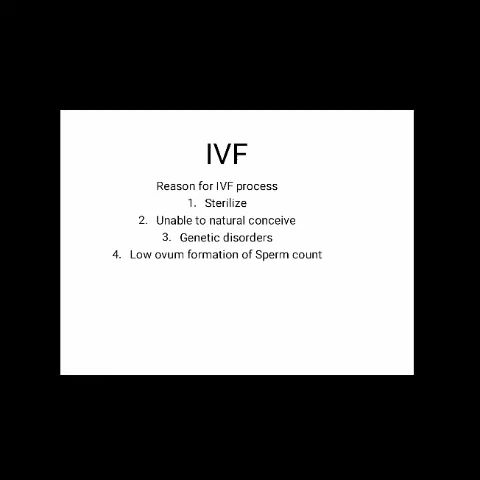 IVF
Reason for IVF process
1. Sterilize
2. Unable to natural conceive
3. Genetic disorders
4. Low ovum formation of Sperm count